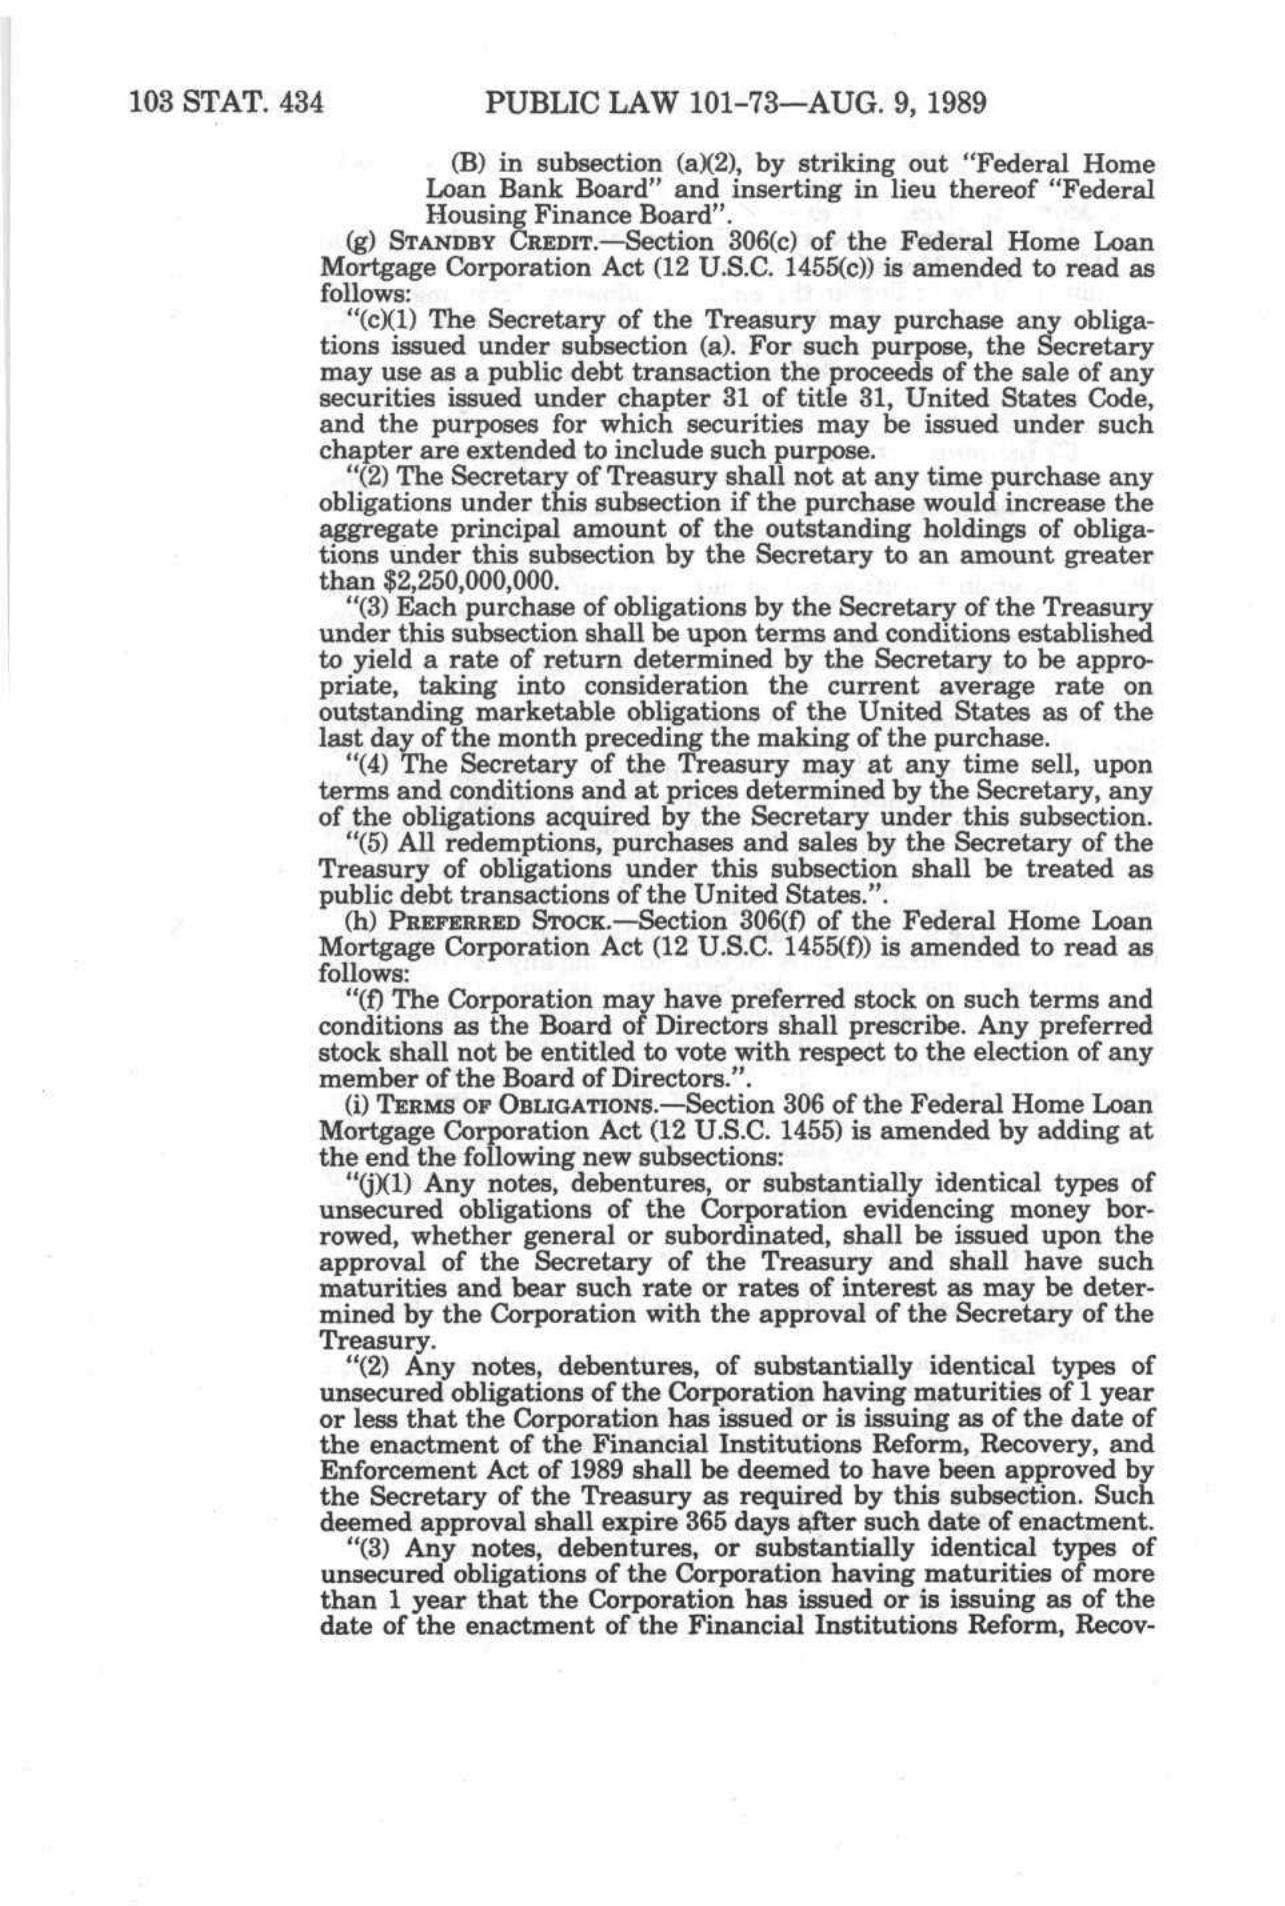 103 STAT. 434 PUBLIC LAW 101-73—AUG. 9, 1989
(B) in subsection (a)(2), by striking out “Federal Home
Loan Bank Board” and inserting in lieu thereof “Federal
Housing Finance Board”.
(g) STANDBY CREDIT.—Section 306(c) of the Federal Home Loan
Mortgage Corporation Act (12 U.S.C. 1455(c)) is amended to read as
follows:
“(c)(1) The Secretary of the Treasury may purchase any obliga-
tions issued under subsection (a). For such purpose, the Secretary
may use as a public debt transaction the proceeds of the sale of any
securities issued under chapter 31 of title 31, United States Code,
and the purposes for which securities may be issued under such
chapter are extended to include such purpose.
“(2) The Secretary of Treasury shall not at any time purchase any
obligations under this subsection if the purchase would increase the
aggregate principal amount of the outstanding holdings of obliga-
tions under this subsection by the Secretary to an amount greater
than $2,250,000,000.
“(3) Each purchase of obligations by the Secretary of the Treasury
under this subsection shall be upon terms and conditions established
to yield a rate of return determined by the Secretary to be appro-
priate, taking into consideration the current average rate on
outstanding marketable obligations of the United States as of the
last day of the month preceding the making of the purchase.
“(4) The Secretary of the Treasury may at any time sell, upon
terms and conditions and at prices determined by the Secretary, any
of the obligations acquired by the Secretary under this subsection.
“(5) All redemptions, purchases and sales by the Secretary of the
Treasury of obligations under this subsection shall be treated as
public debt transactions of the United States.”.
(h) PREFERRED STOCK.—Section 306(f) of the Federal Home Loan
Mortgage Corporation Act (12 U.S.C. 1455(f)) is amended to read as
follows:
“(f) The Corporation may have preferred stock on such terms and
conditions as the Board of Directors shall prescribe. Any preferred
stock shall not be entitled to vote with respect to the election of any
member of the Board of Directors.”.
(i) TERMS OF OBLIGATIONS.—Section 306 of the Federal Home Loan
Mortgage Corporation Act (12 U.S.C. 1455) is amended by adding at
the end the following new subsections:
“(j)(1) Any notes, debentures, or substantially identical types of
unsecured obligations of the Corporation evidencing money bor-
rowed, whether general or subordinated, shall be issued upon the
approval of the Secretary of the Treasury and shall have such
maturities and bear such rate or rates of interest as may be deter-
mined by the Corporation with the approval of the Secretary of the
Treasury.
“(2) Any notes, debentures, of substantially identical types of
unsecured obligations of the Corporation having maturities of 1 year
or less that the Corporation has issued or is issuing as of the date of
the enactment of the Financial Institutions Reform, Recovery, and
Enforcement Act of 1989 shall be deemed to have been approved by
the Secretary of the Treasury as required by this subsection. Such
deemed approval shall expire 365 days after such date of enactment.
“(3) Any notes, debentures, or substantially identical types of
unsecured obligations of the Corporation having maturities of more
than 1 year that the Corporation has issued or is issuing as of the
date of the enactment of the Financial Institutions Reform, Recov-